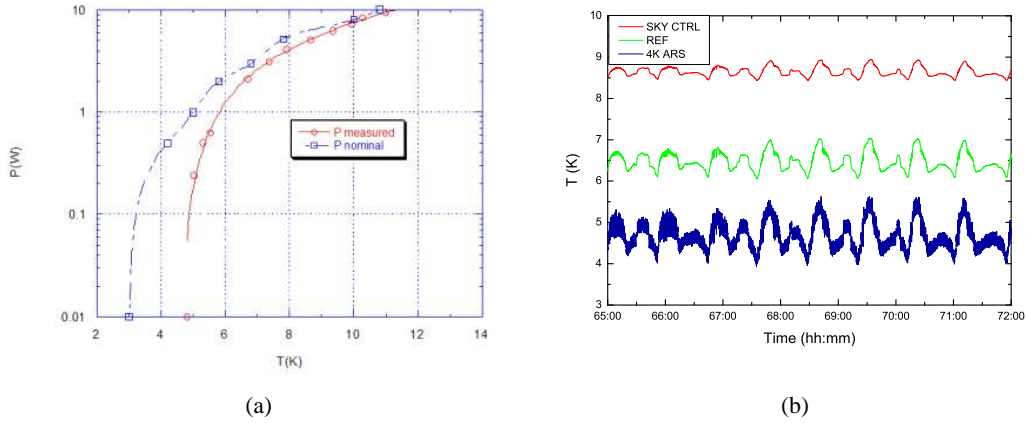 10
1
0.1
0.01
P(W)
2 4 6 8 10 12 14
T(K)
P measured
P nominal
(a)
10
9
8
7
6
5
4
3
T (K)
SKY CTRL
REF
4K ARS
65:00 66:00 67:00 68:00 69:00 70:00 71:00 72:00
Time (hh:mm)
(b)